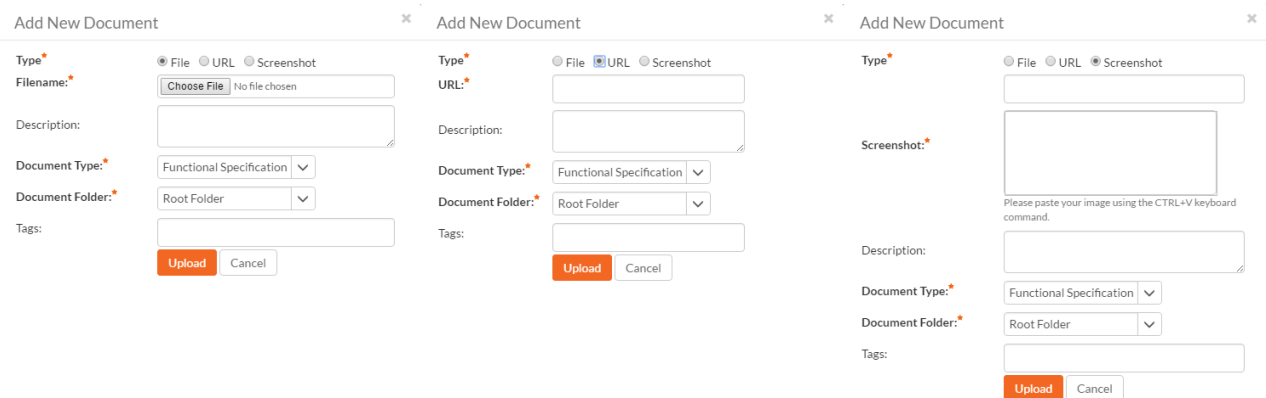 Add New Document ×
Type* File URL Screenshot
Filename:* Choose File No file chosen
Description:
Document Type:* Functional Specification
Document Folder:* Root Folder
Tags:
Upload Cancel
Add New Document ×
Type* File URL Screenshot
URL:*
Description:
Document Type:* Functional Specification
Document Folder:* Root Folder
Tags:
Upload Cancel
Add New Document ×
Type* File URL Screenshot
Screenshot:*
Please paste your image using the CTRL+V keyboard
command.
Description:
Document Type:* Functional Specification
Document Folder:* Root Folder
Tags:
Upload Cancel